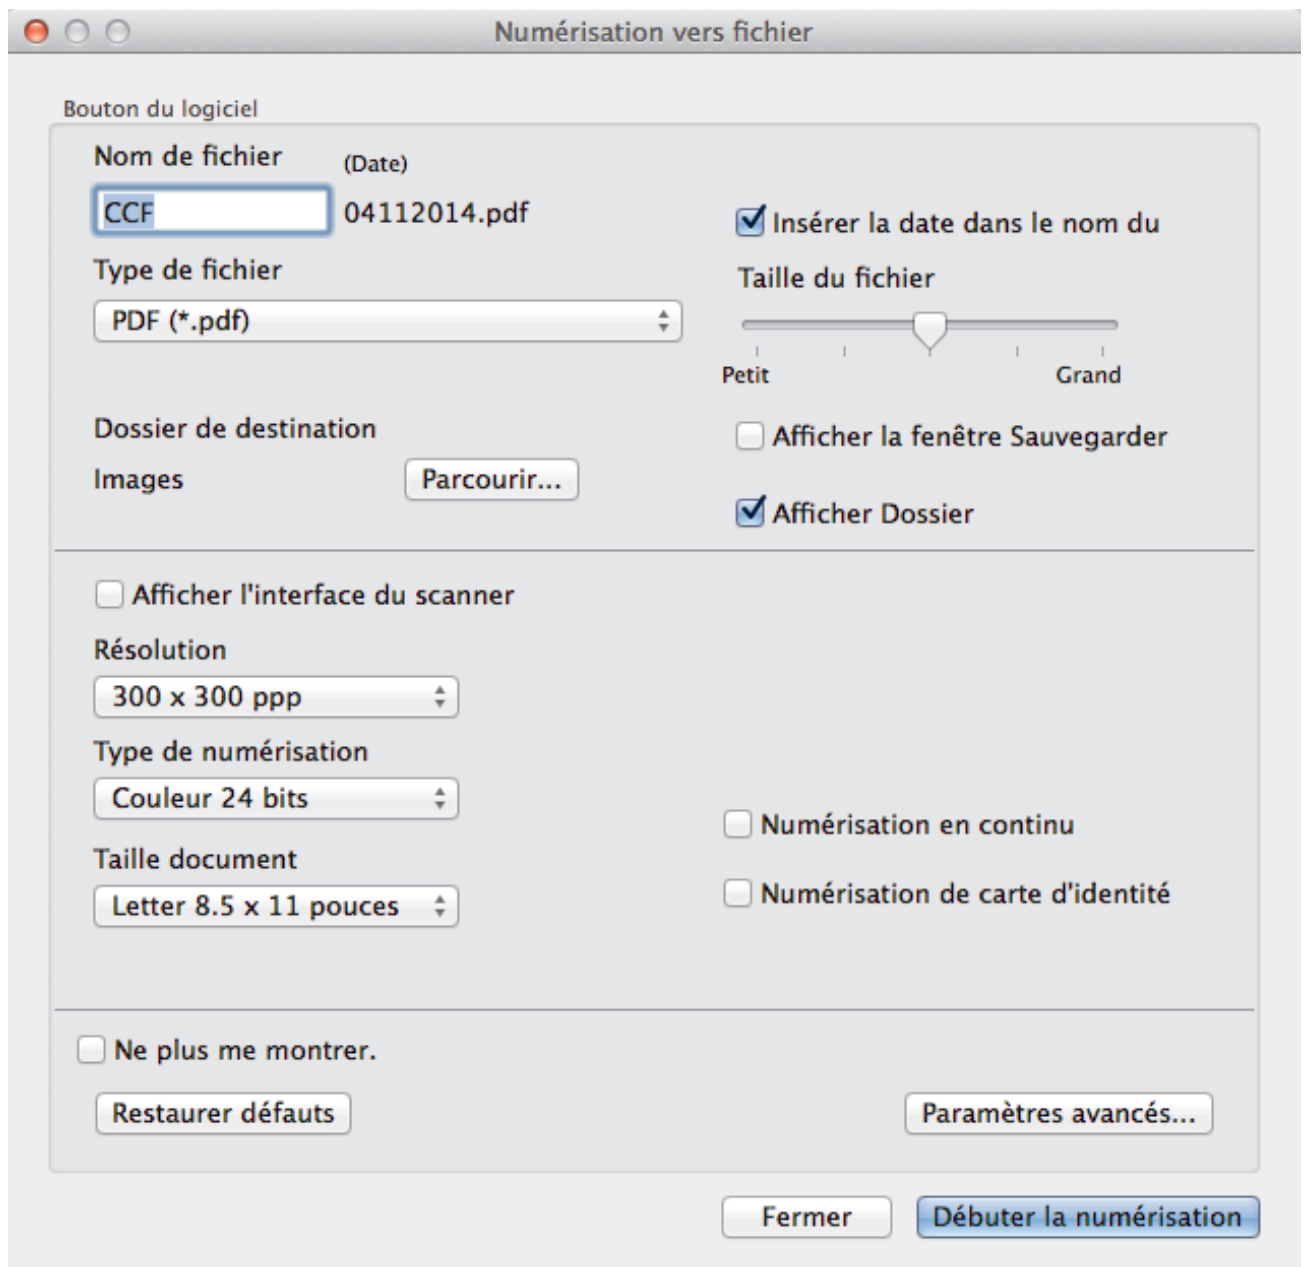 Numérisation vers fichier
Bouton du logiciel
Nom de fichier (Date)
CCF 04112014.pdf
Insérer la date dans le nom du
Type de fichier
Taille du fichier
PDF (*.pdf)
Petit Grand
Dossier de destination
Afficher la fenêtre Sauvegarder
Images Parcourir...
Afficher Dossier
Afficher l'interface du scanner
Résolution
300 x 300 ppp
Type de numérisation
Couleur 24 bits
Numérisation en continu
Taille document
Numérisation de carte d'identité
Letter 8.5 x 11 pouces
Ne plus me montrer.
Restaurer défauts Paramètres avancés...
Fermer Débuter la numérisation